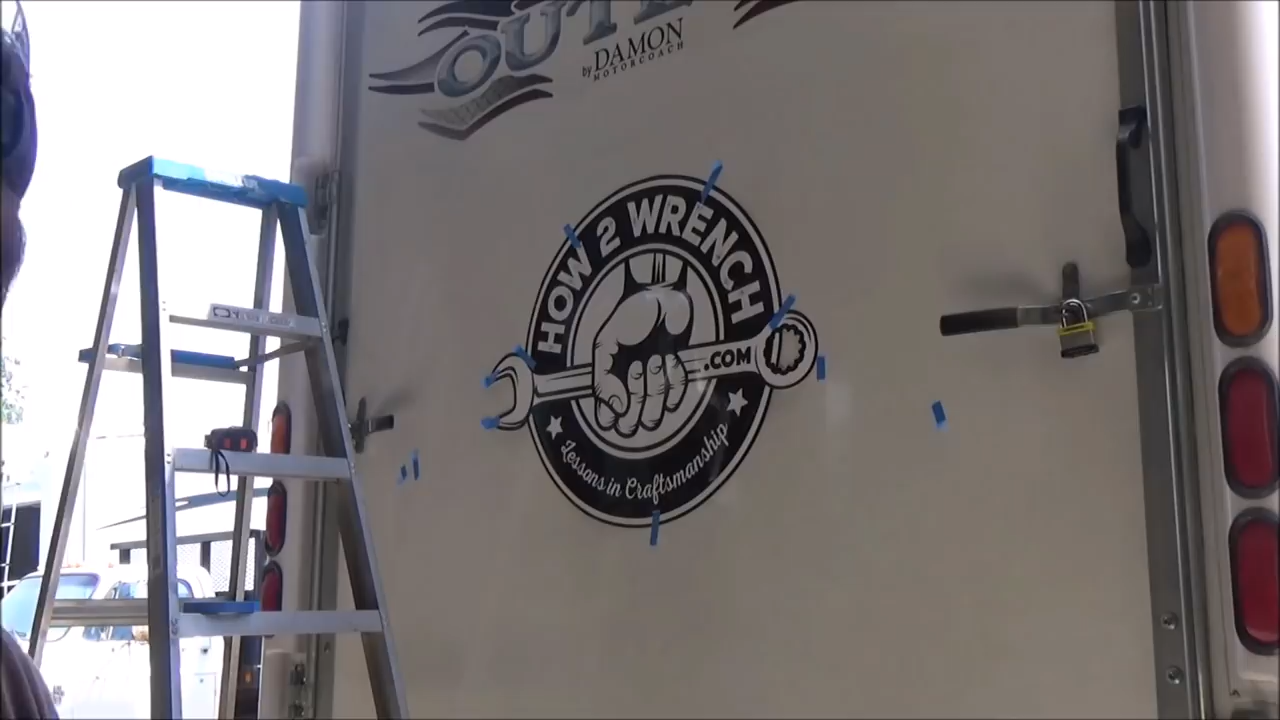 by DAMON
MOTORCOACH
HOW 2 WRENCH
.COM
Lessons in Craftsmanship